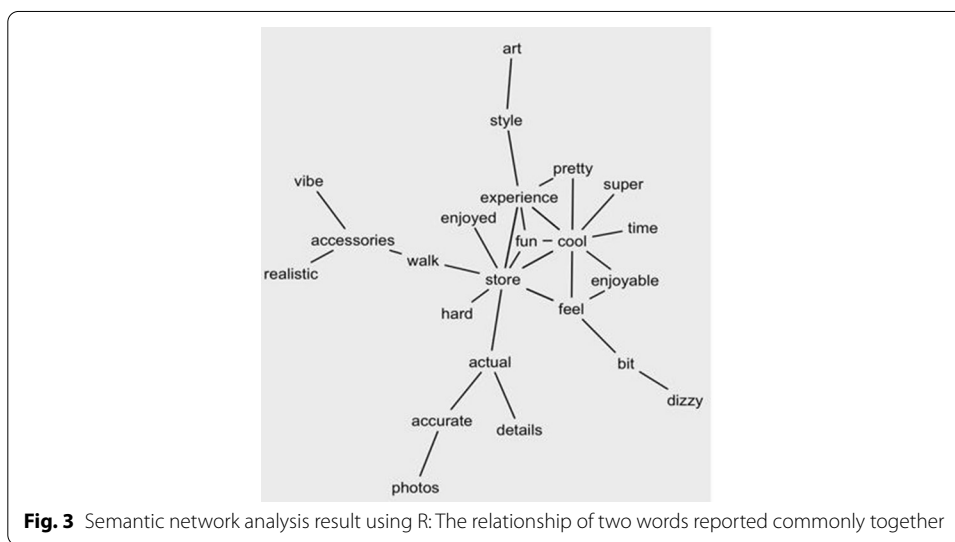 art
style
pretty
vibe
super
experience
enjoyed
time
accessories
fun
cool
walk
realistic
store
enjoyable
hard
feel
actual
bit
dizzy
accurate
details
photos
Fig. 3 Semantic network analysis result using R: The relationship of two words reported commonly together